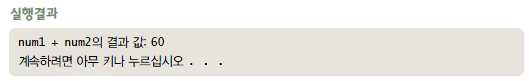 실행결과
num1 + num2의 결과 값: 60
계속하려면 아무 키나 누르십시오 . . .